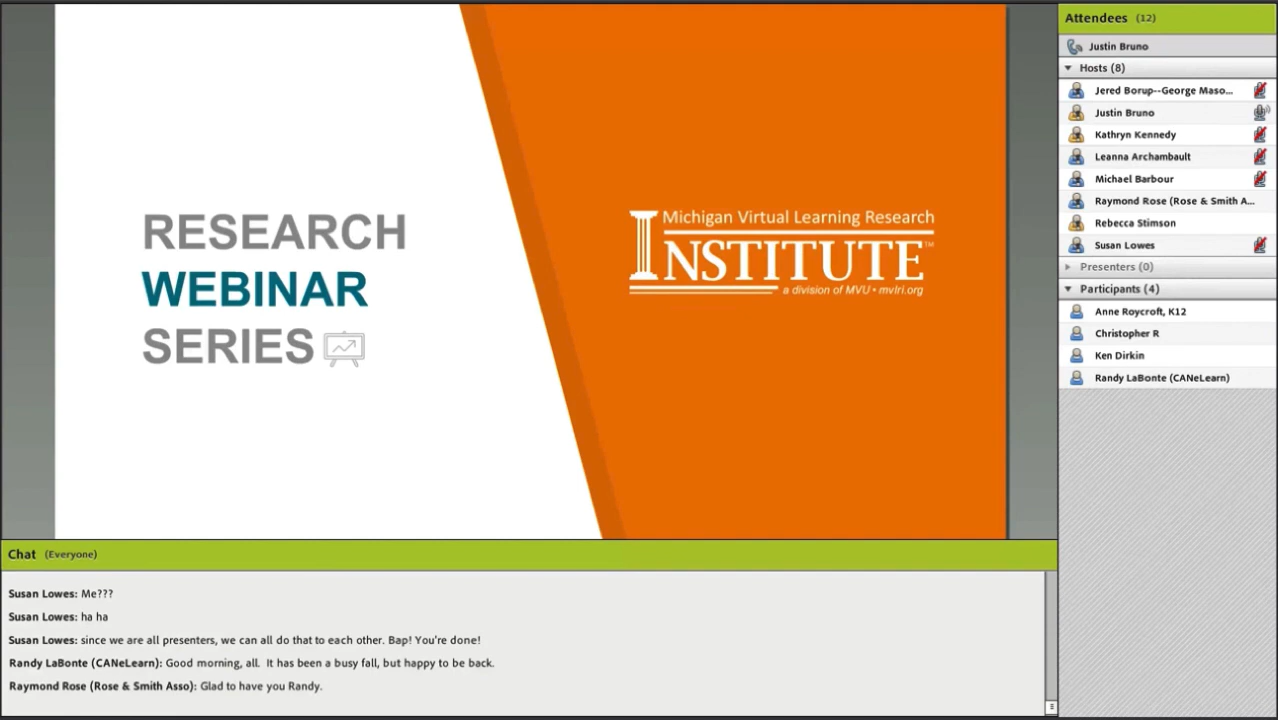 RESEARCH
WEBINAR
SERIES
Michigan Virtual Learning Research
INSTITUTE™
a division of MVU • mvlri.org
Attendees (12)
Justin Bruno
Hosts (8)
Jered Borup--George Maso...
Justin Bruno
Kathryn Kennedy
Leanna Archambault
Michael Barbour
Raymond Rose (Rose & Smith A...
Rebecca Stimson
Susan Lowes
Presenters (0)
Participants (4)
Anne Roycroft, K12
Christopher R
Ken Dirkin
Randy LaBonte (CANeLearn)
Chat (Everyone)
Susan Lowes: Me???
Susan Lowes: ha ha
Susan Lowes: since we are all presenters, we can all do that to each other. Bap! You're done!
Randy LaBonte (CANeLearn): Good morning, all.  It has been a busy fall, but happy to be back.
Raymond Rose (Rose & Smith Asso): Glad to have you Randy.